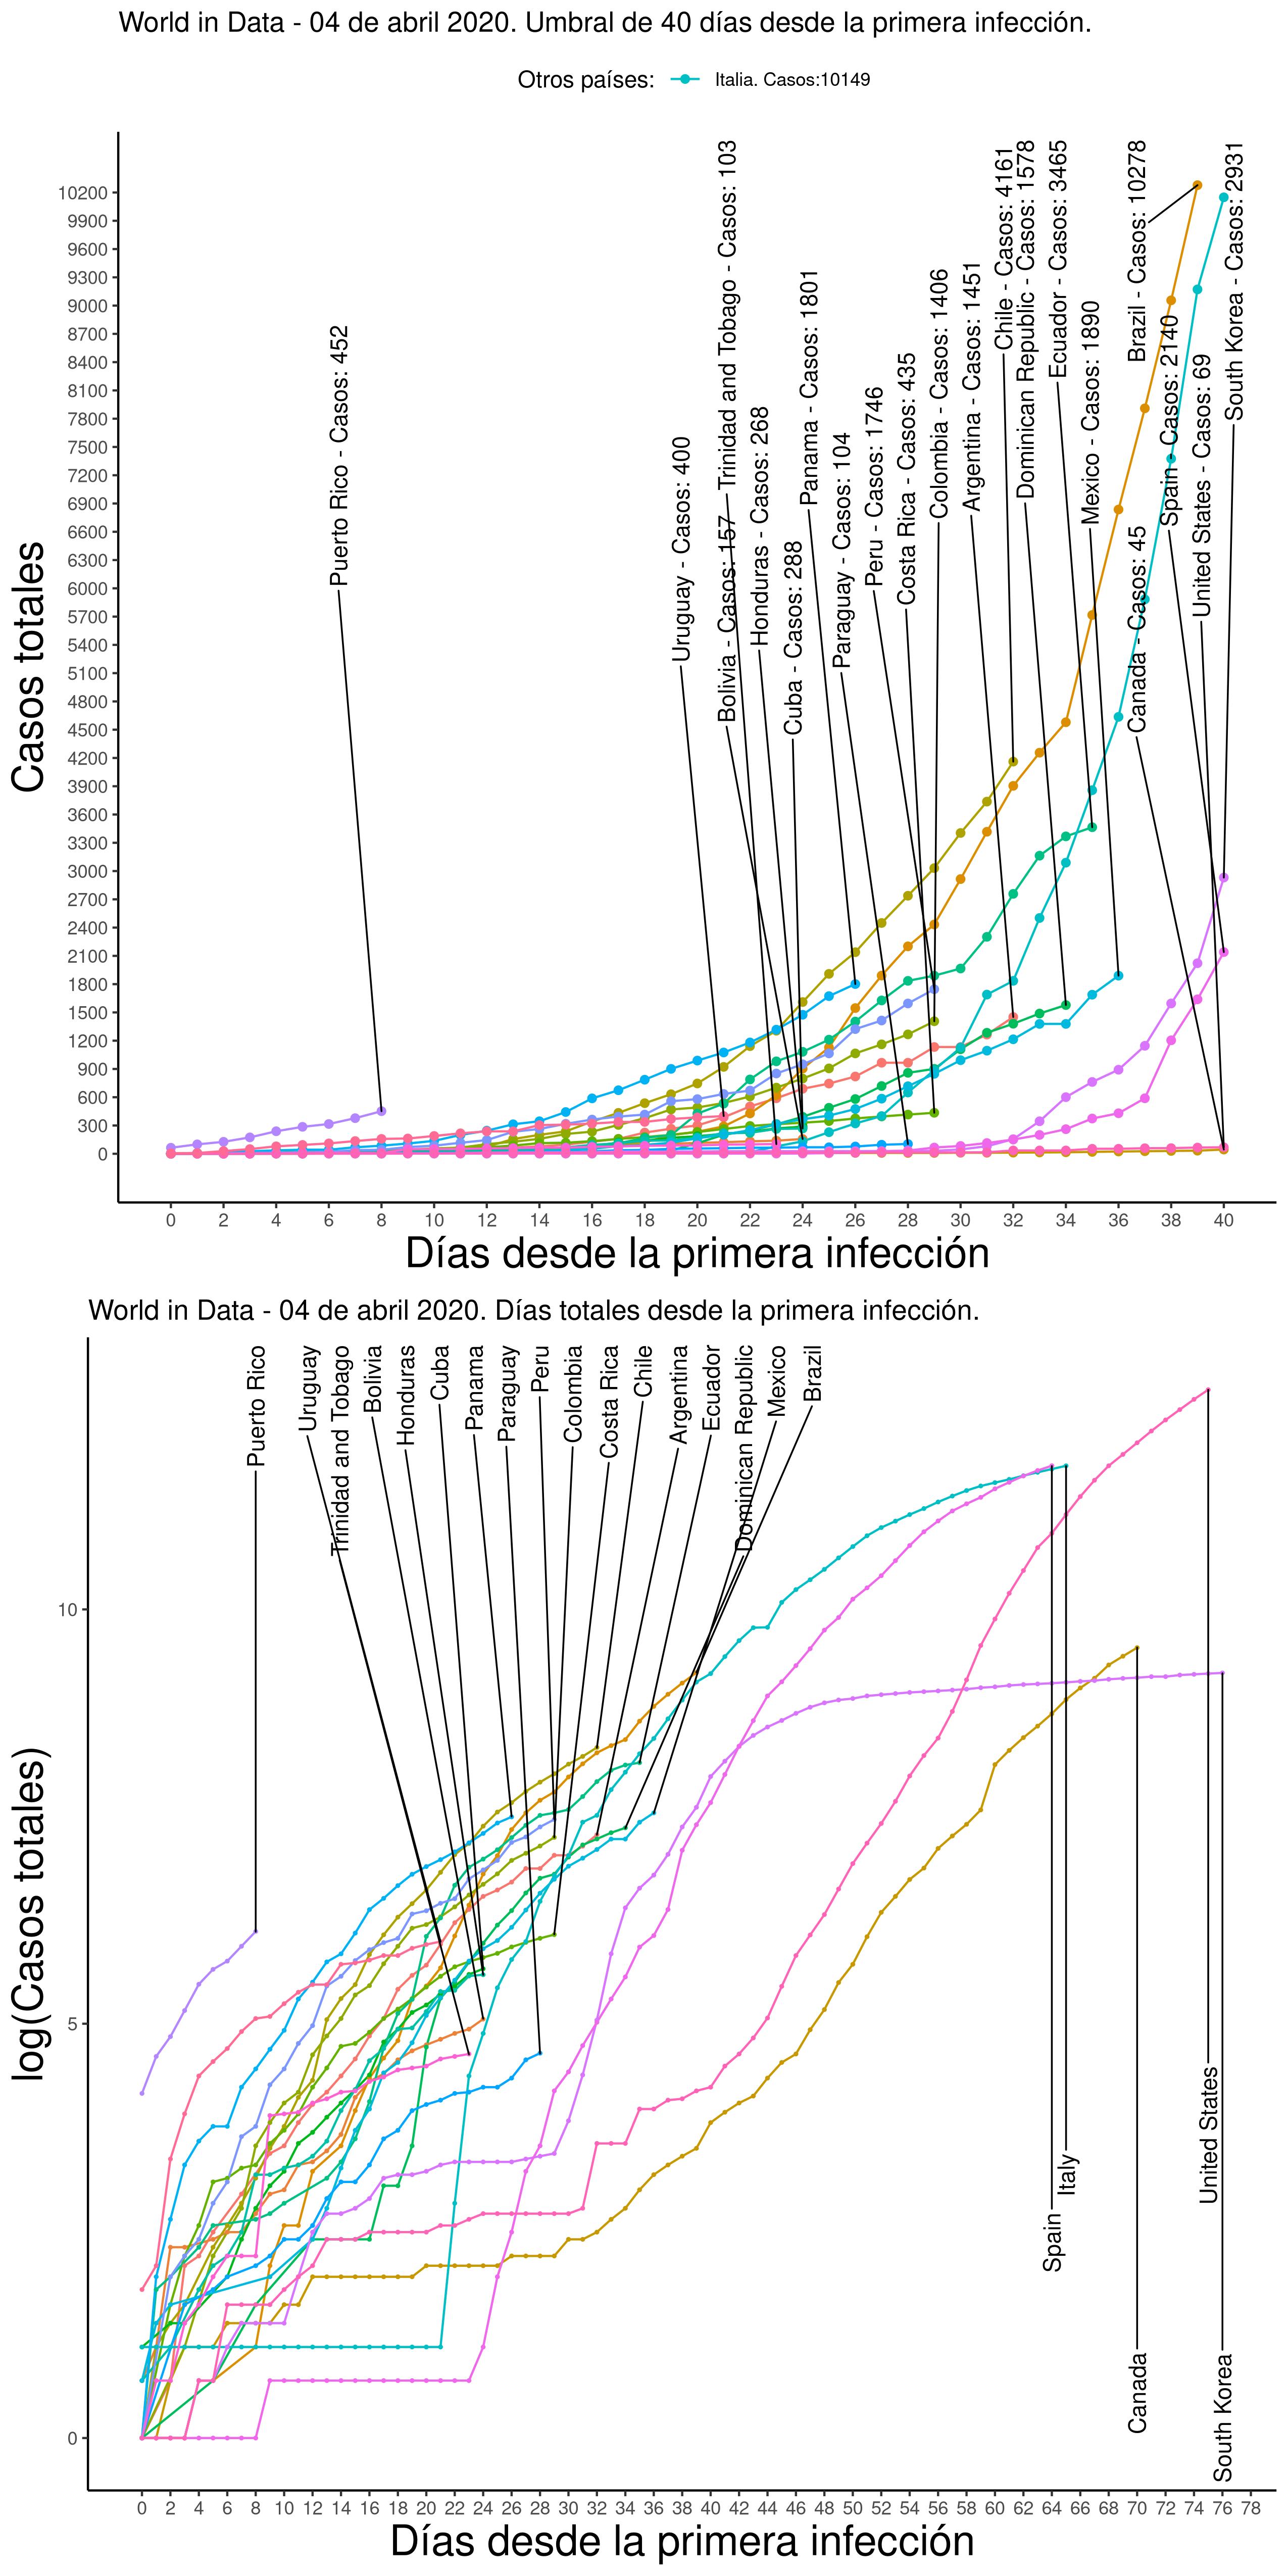 World in Data - 04 de abril 2020. Umbral de 40 días desde la primera infección.
Otros países: Italia. Casos:10149
Casos totales
10200
9900
9600
9300
9000
8700
8400
8100
7800
7500
7200
6900
6600
6300
6000
5700
5400
5100
4800
4500
4200
3900
3600
3300
3000
2700
2400
2100
1800
1500
1200
900
600
300
0
Puerto Rico - Casos: 452
Uruguay - Casos: 400
Trinidad and Tobago - Casos: 103
Bolivia - Casos: 157
Honduras - Casos: 268
Cuba - Casos: 288
Panama - Casos: 1801
Paraguay - Casos: 104
Peru - Casos: 1746
Costa Rica - Casos: 435
Colombia - Casos: 1406
Argentina - Casos: 1451
Chile - Casos: 4161
Dominican Republic - Casos: 1578
Ecuador - Casos: 3465
Mexico - Casos: 1890
Brazil - Casos: 10278
Canada - Casos: 45
Spain - Casos: 2140
United States - Casos: 69
South Korea - Casos: 2931
0 2 4 6 8 10 12 14 16 18 20 22 24 26 28 30 32 34 36 38 40
Días desde la primera infección
World in Data - 04 de abril 2020. Días totales desde la primera infección.
log(Casos totales)
10
5
0
Puerto Rico
Uruguay
Trinidad and Tobago
Bolivia
Honduras
Cuba
Panama
Paraguay
Peru
Colombia
Costa Rica
Chile
Argentina
Ecuador
Dominican Republic
Mexico
Brazil
Spain
Italy
Canada
United States
South Korea
0 2 4 6 8 10 12 14 16 18 20 22 24 26 28 30 32 34 36 38 40 42 44 46 48 50 52 54 56 58 60 62 64 66 68 70 72 74 76 78
Días desde la primera infección